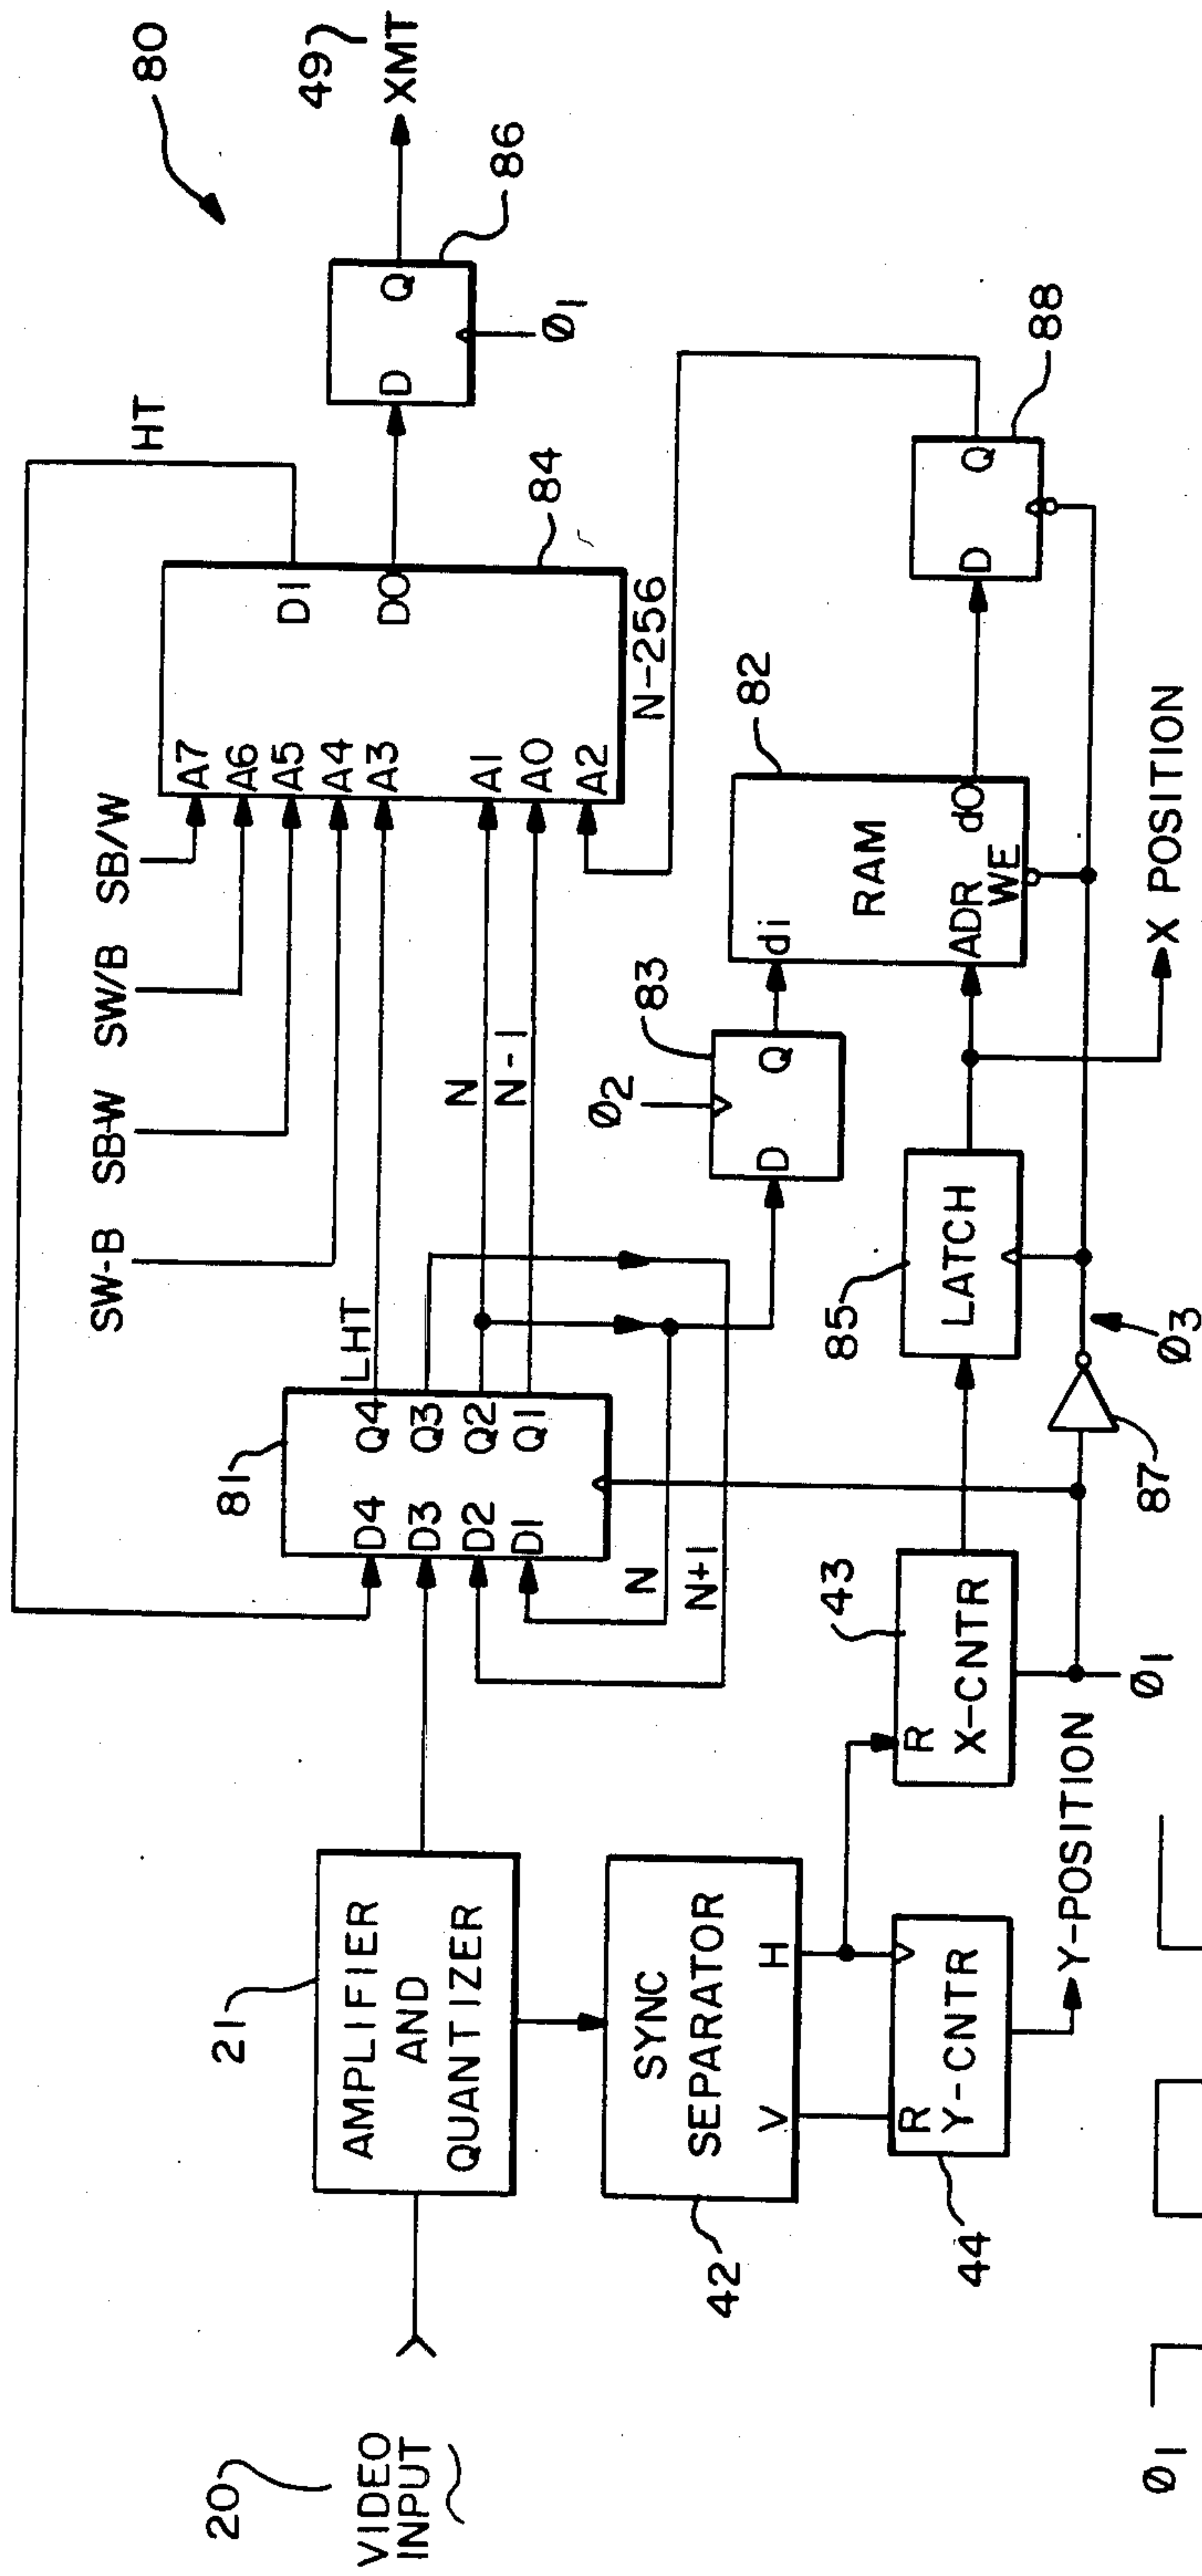 80
49
XMT
HT
86
D Q
Ø1
SB/W
SW/B
SB-W
SW-B
A7
A6
A5
A4
A3
A1
A0
A2
D1
D0
84
N-256
LHT
N
N-1
81
D4 Q4
D3 Q3
D2 Q2
D1 Q1
N
N+1
Ø2
83
D Q
82
di
RAM
ADR
WE
dO
88
D Q
20
VIDEO
INPUT
21
AMPLIFIER
AND
QUANTIZER
42
SYNC
SEPARATOR
V H
44
R
Y-CNTR
Y-POSITION
43
R
X-CNTR
Ø1
85
LATCH
87
Ø3
X POSITION
Ø1